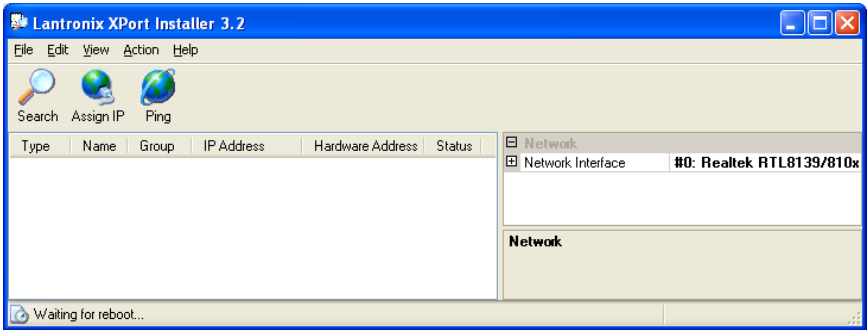 Lantronix XPort Installer 3.2
File Edit View Action Help
Search Assign IP Ping
Type Name Group IP Address Hardware Address Status
Network
Network Interface #0: Realtek RTL8139/810x
Network
Waiting for reboot...